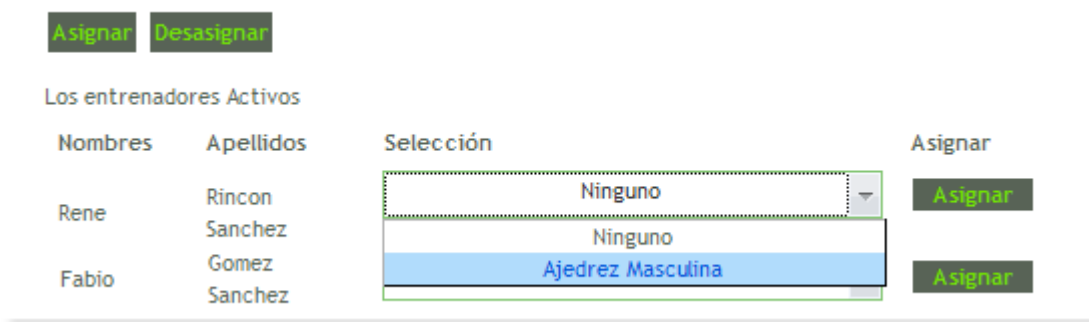 Asignar Desasignar
Los entrenadores Activos
Nombres Apellidos Selección Asignar
Rene Rincon Sanchez Ninguno Asignar
Ninguno
Ajedrez Masculina
Fabio Gomez Sanchez Asignar